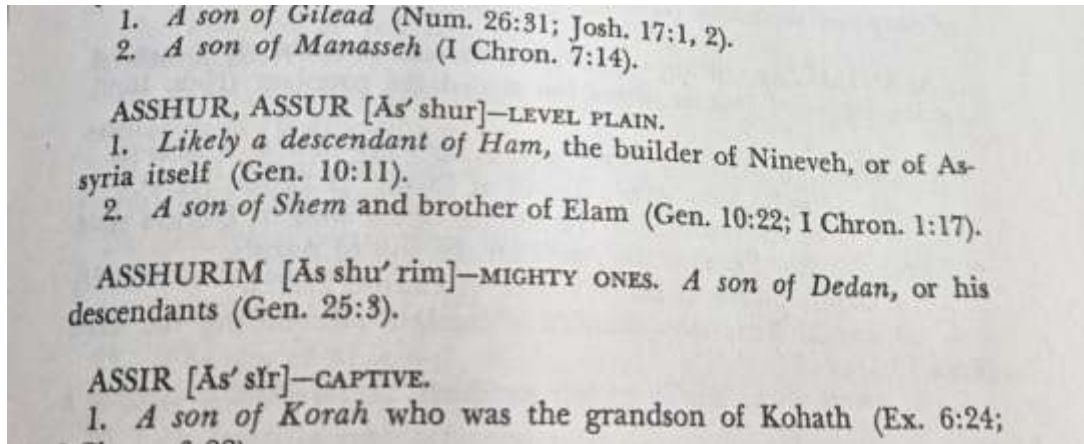 1. A son of Gilead (Num. 26:31; Josh. 17:1, 2).
2. A son of Manasseh (I Chron. 7:14).
ASSHUR, ASSUR [Ăs′ shur]—LEVEL PLAIN.
1. Likely a descendant of Ham, the builder of Nineveh, or of As-
syria itself (Gen. 10:11).
2. A son of Shem and brother of Elam (Gen. 10:22; I Chron. 1:17).
ASSHURIM [Ăs shu′ rim]—MIGHTY ONES. A son of Dedan, or his
descendants (Gen. 25:3).
ASSIR [Ăs′ sĭr]—CAPTIVE.
1. A son of Korah who was the grandson of Kohath (Ex. 6:24;